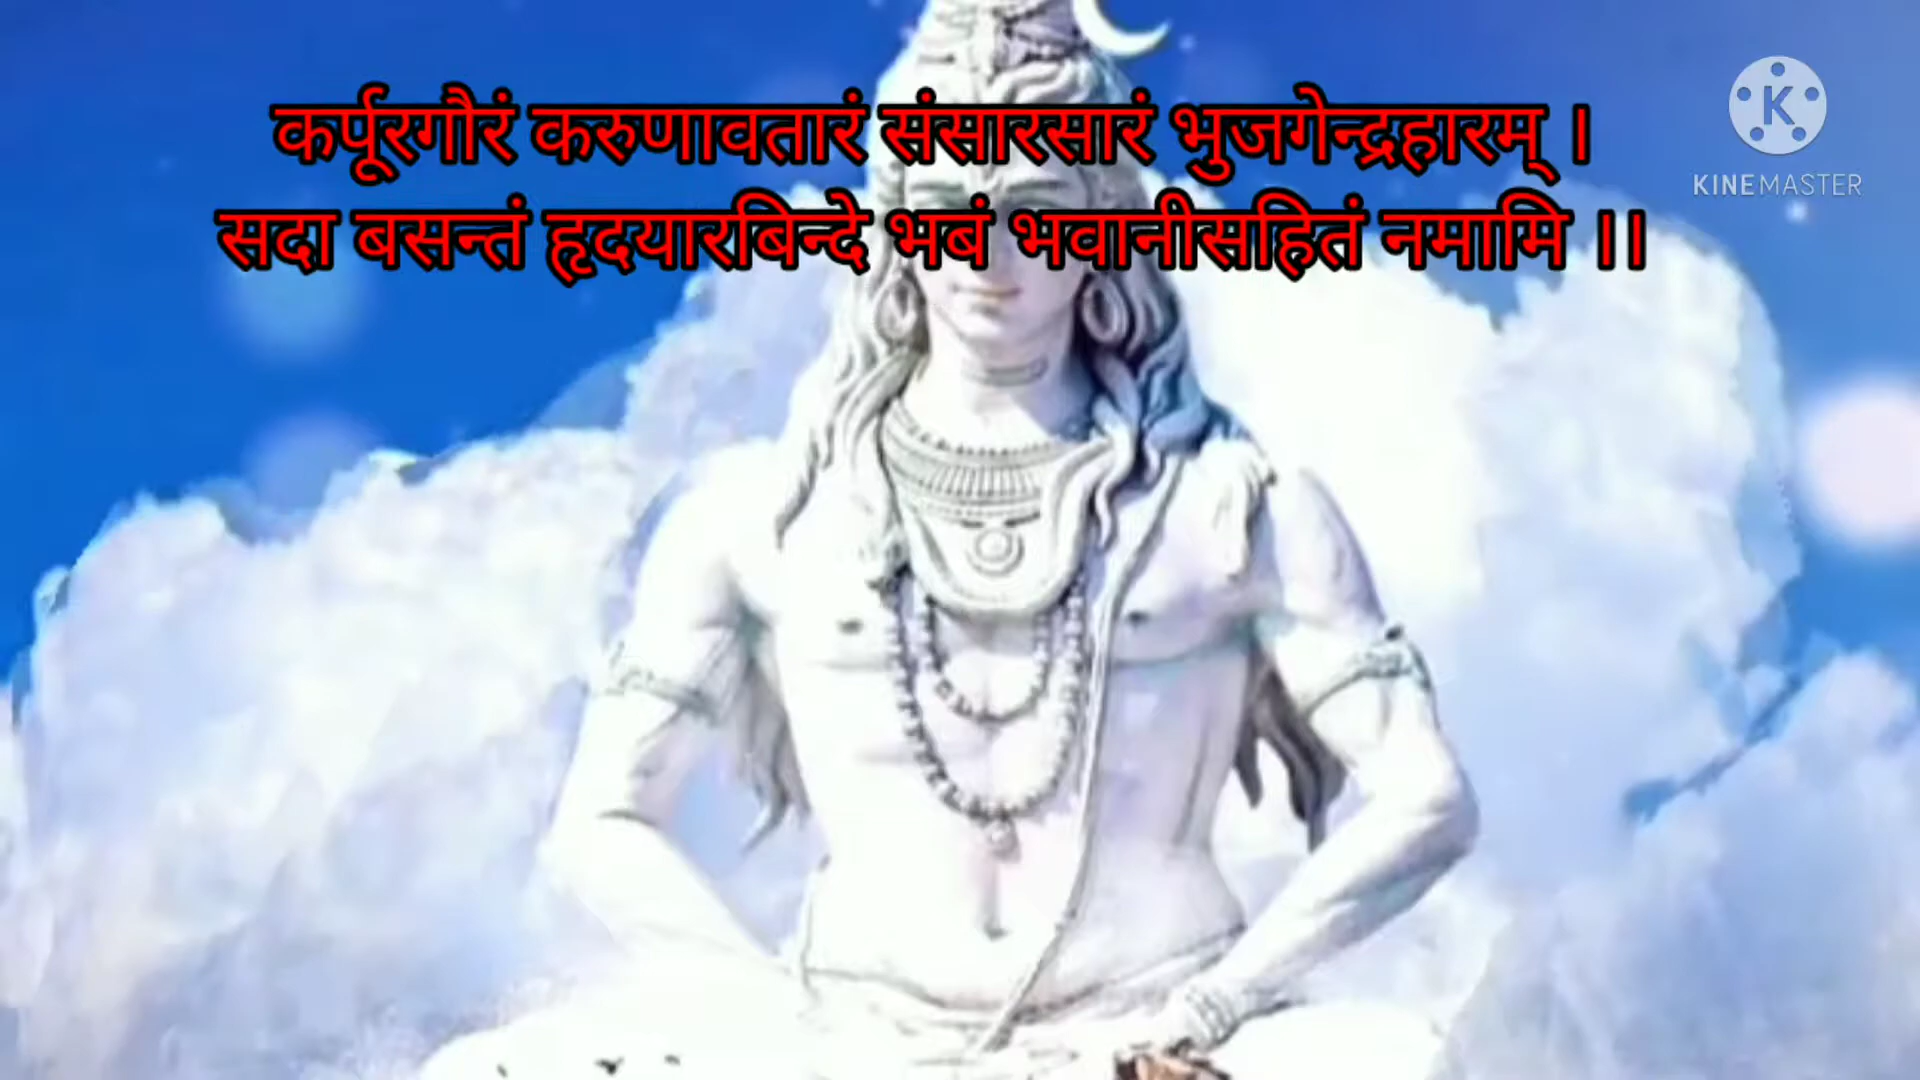 कर्पूरगौरं करुणावतारं संसारसारं भुजगेन्द्रहारम् ।
सदा बसन्तं हृदयारबिन्दे भबं भवानीसहितं नमामि ।।
K
KINEMASTER